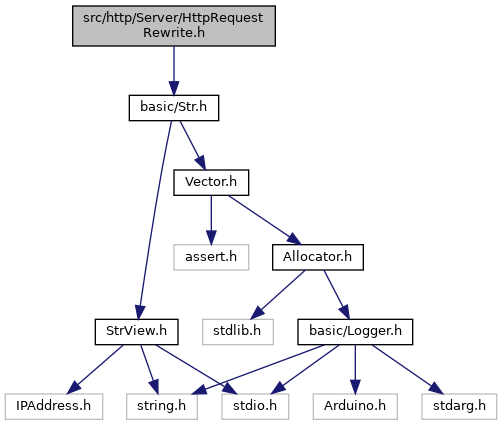 src/http/Server/HttpRequest
Rewrite.h
basic/Str.h
Vector.h
assert.h
Allocator.h
StrView.h
stdlib.h
basic/Logger.h
IPAddress.h
string.h
stdio.h
Arduino.h
stdarg.h